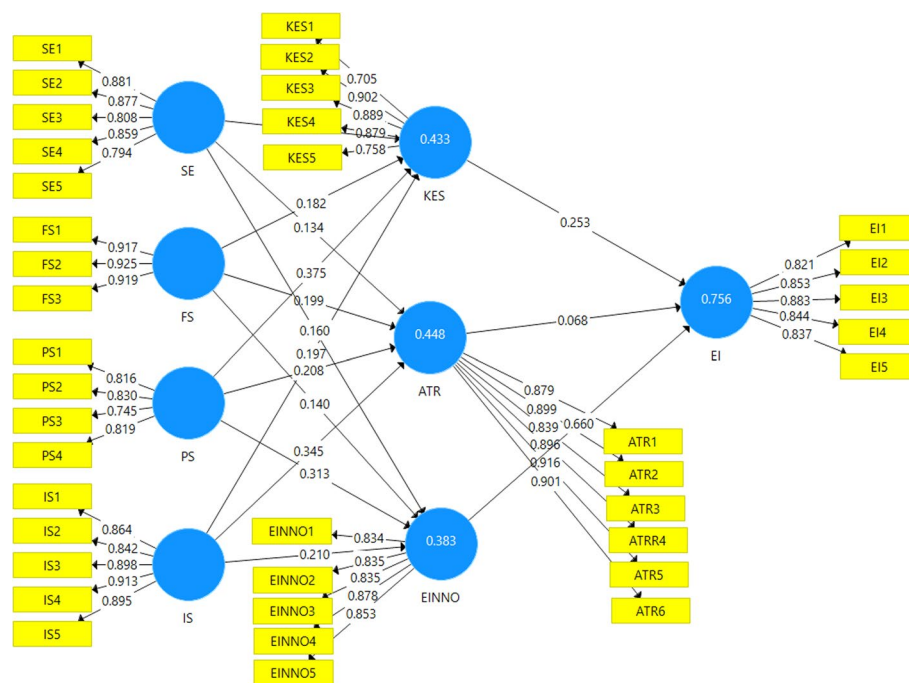 SE1
SE2
SE3
SE4
SE5
0.881
0.877
0.808
0.859
0.794
SE
FS1
FS2
FS3
0.917
0.925
0.919
FS
PS1
PS2
PS3
PS4
0.816
0.830
0.745
0.819
PS
IS1
IS2
IS3
IS4
IS5
0.864
0.842
0.898
0.913
0.895
IS
KES1
KES2
KES3
KES4
KES5
0.705
0.902
0.889
0.879
0.758
0.433
KES
0.182
0.134
0.375
0.199
0.160
0.197
0.208
0.140
0.345
0.313
0.210
0.448
ATR
EINNO1
EINNO2
EINNO3
EINNO4
EINNO5
0.834
0.835
0.835
0.878
0.853
0.383
EINNO
0.253
0.068
0.660
0.879
0.899
0.839
0.896
0.916
0.901
ATR1
ATR2
ATR3
ATRR4
ATR5
ATR6
0.756
EI
0.821
0.853
0.883
0.844
0.837
EI1
EI2
EI3
EI4
EI5